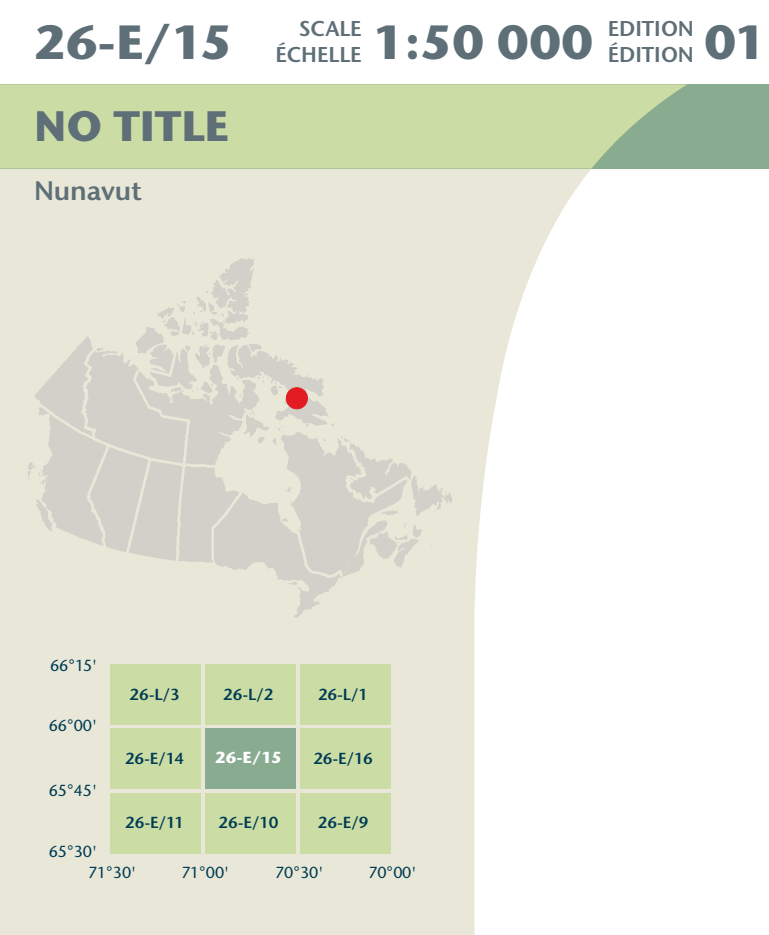 26-E/15
SCALE
ÉCHELLE
1:50 000
EDITION
ÉDITION
01
NO TITLE
Nunavut
66°15'
26-L/3 26-L/2 26-L/1
66°00'
26-E/14 26-E/15 26-E/16
65°45'
26-E/11 26-E/10 26-E/9
65°30'
71°30' 71°00' 70°30' 70°00'